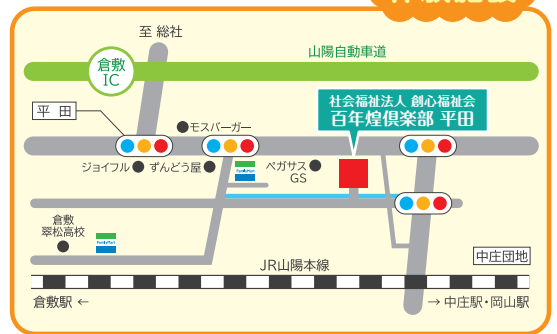 至 総社
山陽自動車道
倉敷
IC
社会福祉法人 創心福祉会
百年煌倶楽部 平田
平 田
モスバーガー
ジョイフル
ずんどう屋
ペガサス
GS
FamilyMart
倉敷
翠松高校
FamilyMart
JR山陽本線
中庄団地
倉敷駅 ←
→ 中庄駅・岡山駅